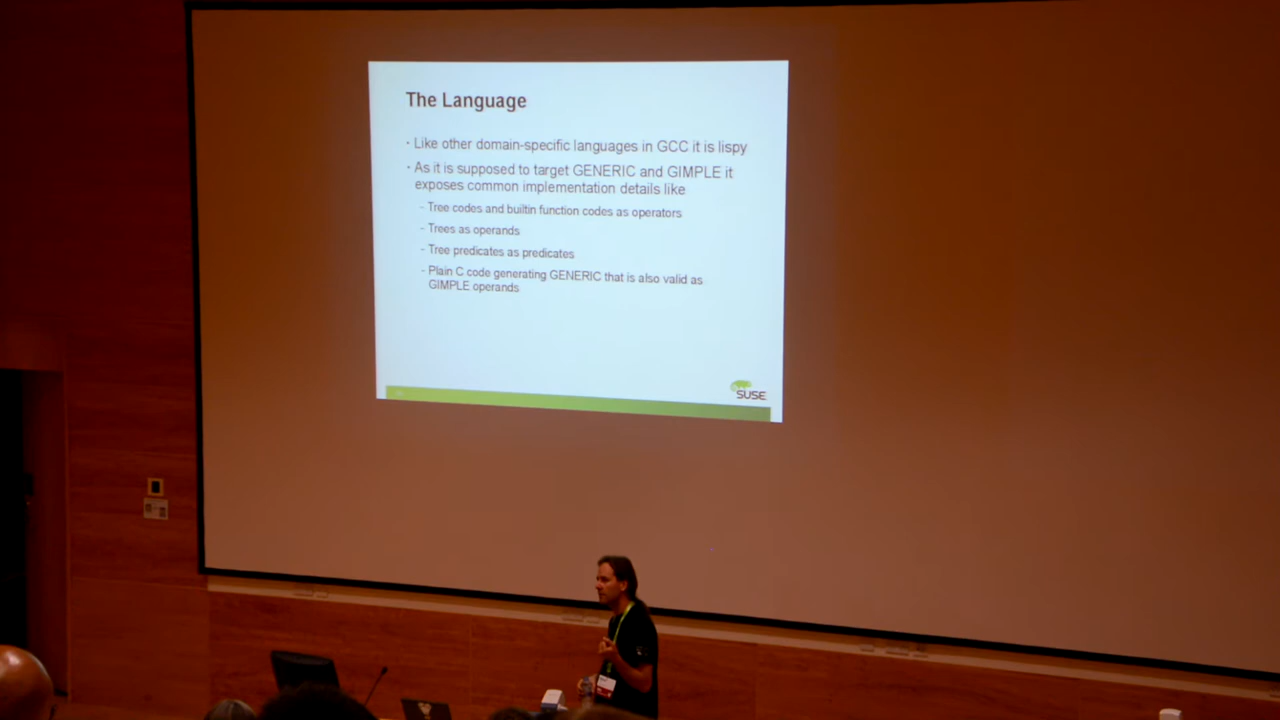 The Language
· Like other domain-specific languages in GCC it is lispy
· As it is supposed to target GENERIC and GIMPLE it
exposes common implementation details like
– Tree codes and builtin function codes as operators
– Trees as operands
– Tree predicates as predicates
– Plain C code generating GENERIC that is also valid as
GIMPLE operands
SUSE